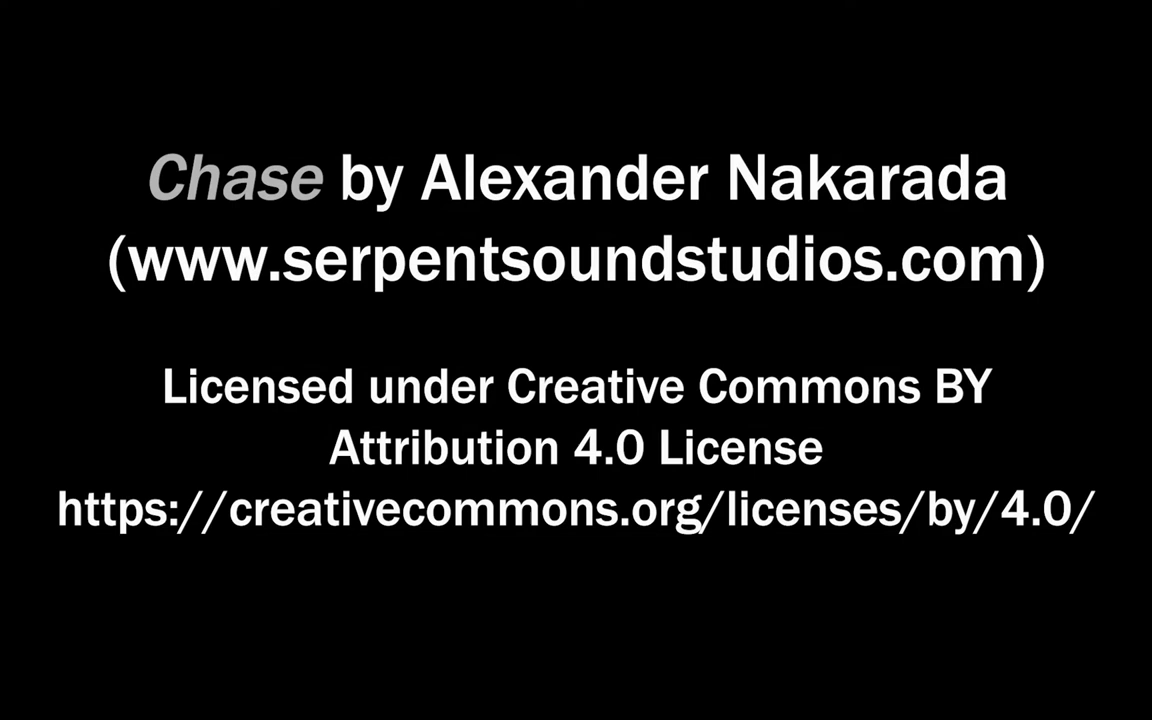 Chase by Alexander Nakarada
(www.serpentsoundstudios.com)
Licensed under Creative Commons BY
Attribution 4.0 License
https://creativecommons.org/licenses/by/4.0/